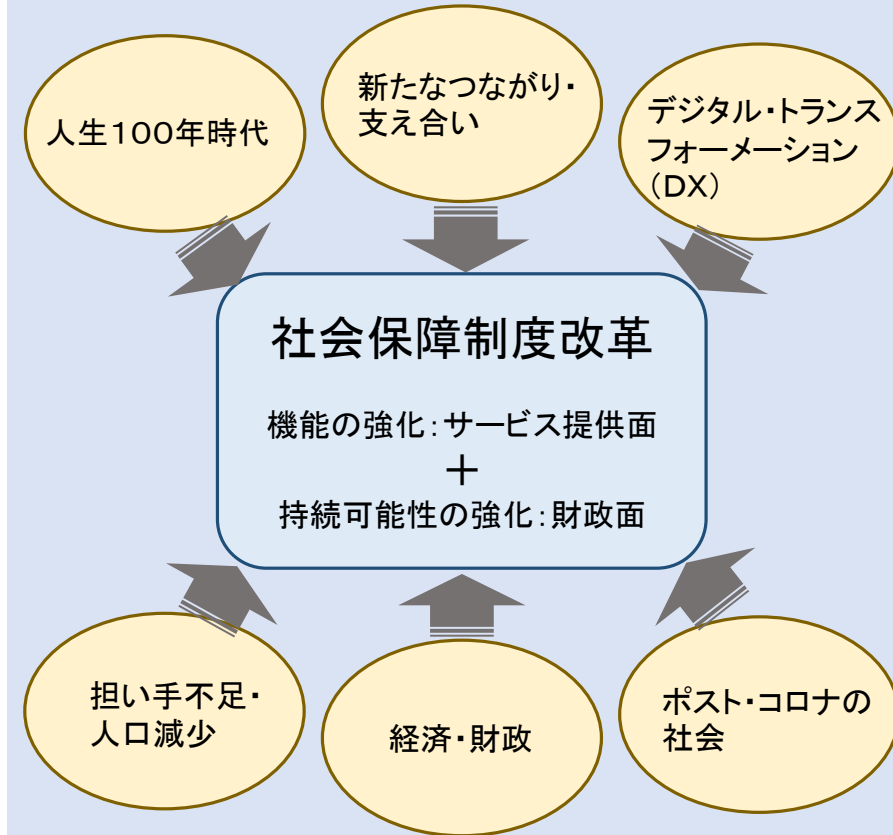 人生１００年時代
新たなつながり・
支え合い
デジタル・トランス
フォーメーション
（DX）
社会保障制度改革
機能の強化：サービス提供面
＋
持続可能性の強化：財政面
担い手不足・
人口減少
経済・財政
ポスト・コロナの
社会